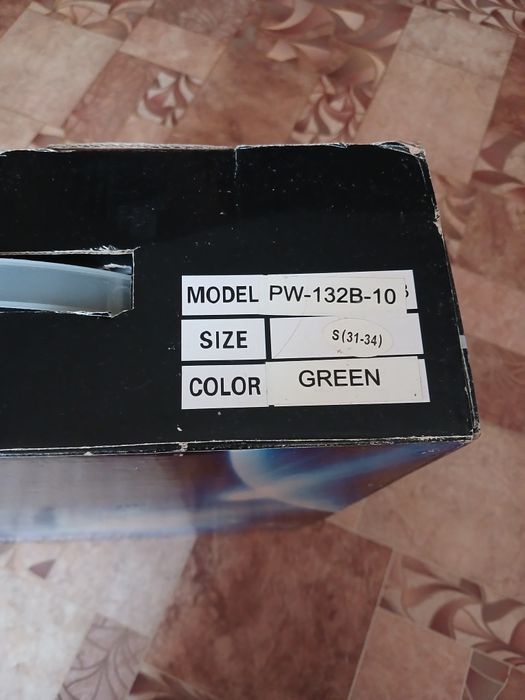 MODEL PW-132B-10
SIZE S(31-34)
COLOR GREEN